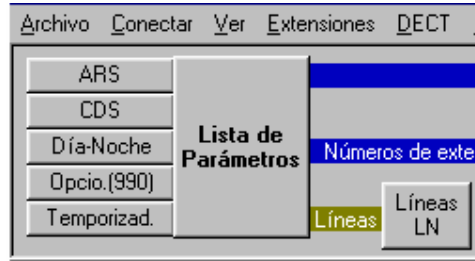 Archivo Conectar Ver Extensiones DECT
ARS
CDS
Día-Noche
Opcio.(990)
Temporizad.
Lista de
Parámetros
Números de exte
Líneas
Líneas
LN